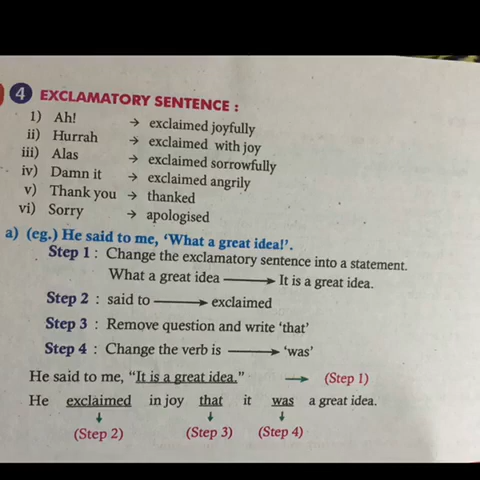 4 EXCLAMATORY SENTENCE :
1) Ah! → exclaimed joyfully
ii) Hurrah → exclaimed with joy
iii) Alas → exclaimed sorrowfully
iv) Damn it → exclaimed angrily
v) Thank you → thanked
vi) Sorry → apologised
a) (eg.) He said to me, ‘What a great idea!’.
Step 1 : Change the exclamatory sentence into a statement.
What a great idea → It is a great idea.
Step 2 : said to → exclaimed
Step 3 : Remove question and write ‘that’
Step 4 : Change the verb is → ‘was’
He said to me, “It is a great idea.” → (Step 1)
He exclaimed in joy that it was a great idea.
(Step 2) (Step 3) (Step 4)